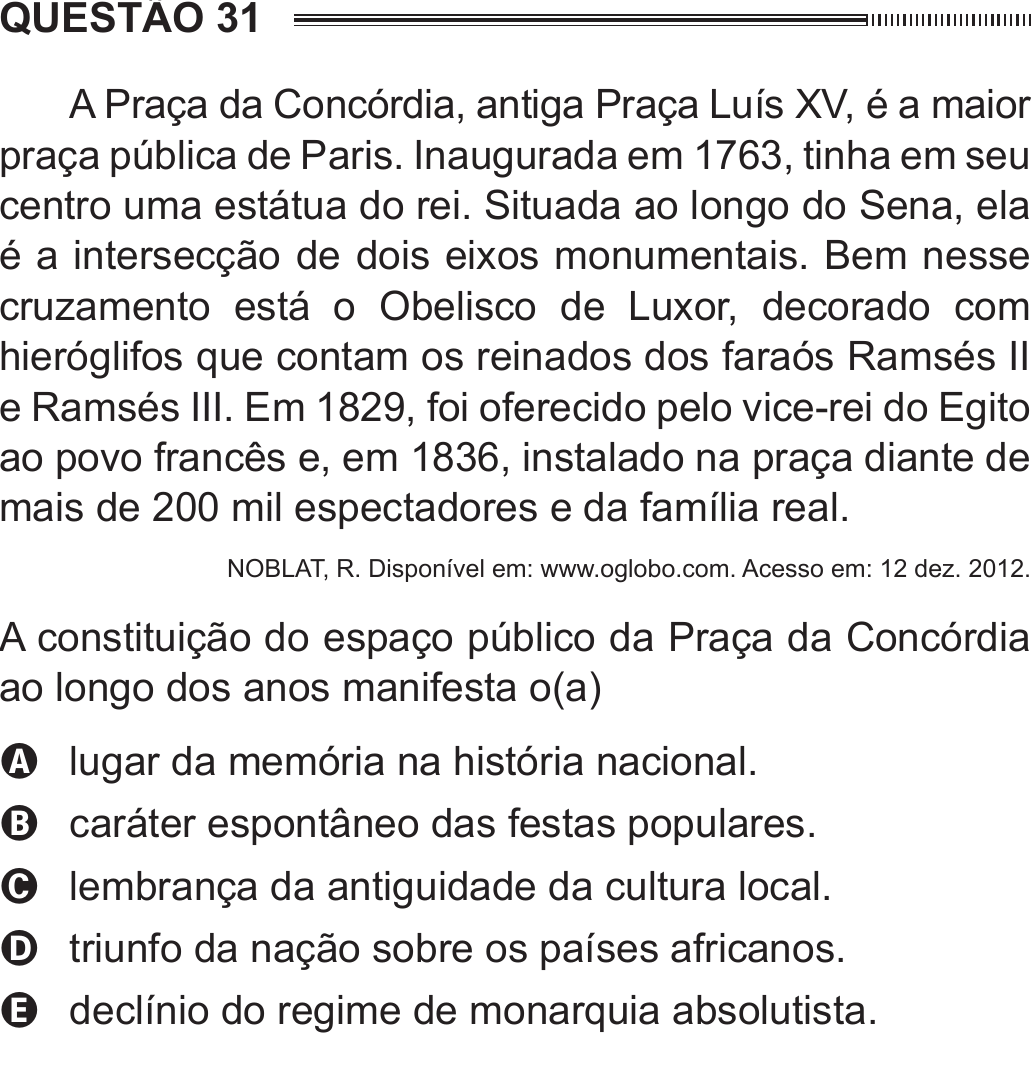 QUESTÃO 31
A Praça da Concórdia, antiga Praça Luís XV, é a maior
praça pública de Paris. Inaugurada em 1763, tinha em seu
centro uma estátua do rei. Situada ao longo do Sena, ela
é a intersecção de dois eixos monumentais. Bem nesse
cruzamento está o Obelisco de Luxor, decorado com
hieróglifos que contam os reinados dos faraós Ramsés II
e Ramsés III. Em 1829, foi oferecido pelo vice-rei do Egito
ao povo francês e, em 1836, instalado na praça diante de
mais de 200 mil espectadores e da família real.
NOBLAT, R. Disponível em: www.oglobo.com. Acesso em: 12 dez. 2012.
A constituição do espaço público da Praça da Concórdia
ao longo dos anos manifesta o(a)
A lugar da memória na história nacional.
B caráter espontâneo das festas populares.
C lembrança da antiguidade da cultura local.
D triunfo da nação sobre os países africanos.
E declínio do regime de monarquia absolutista.